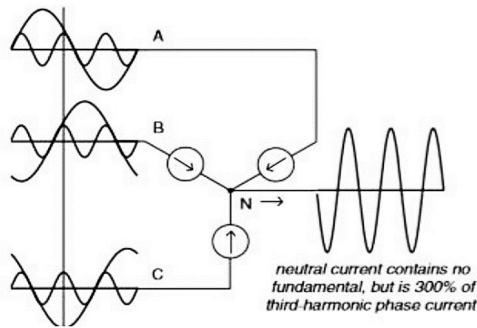 A
B
N
C
neutral current contains no
fundamental, but is 300% of
third-harmonic phase current